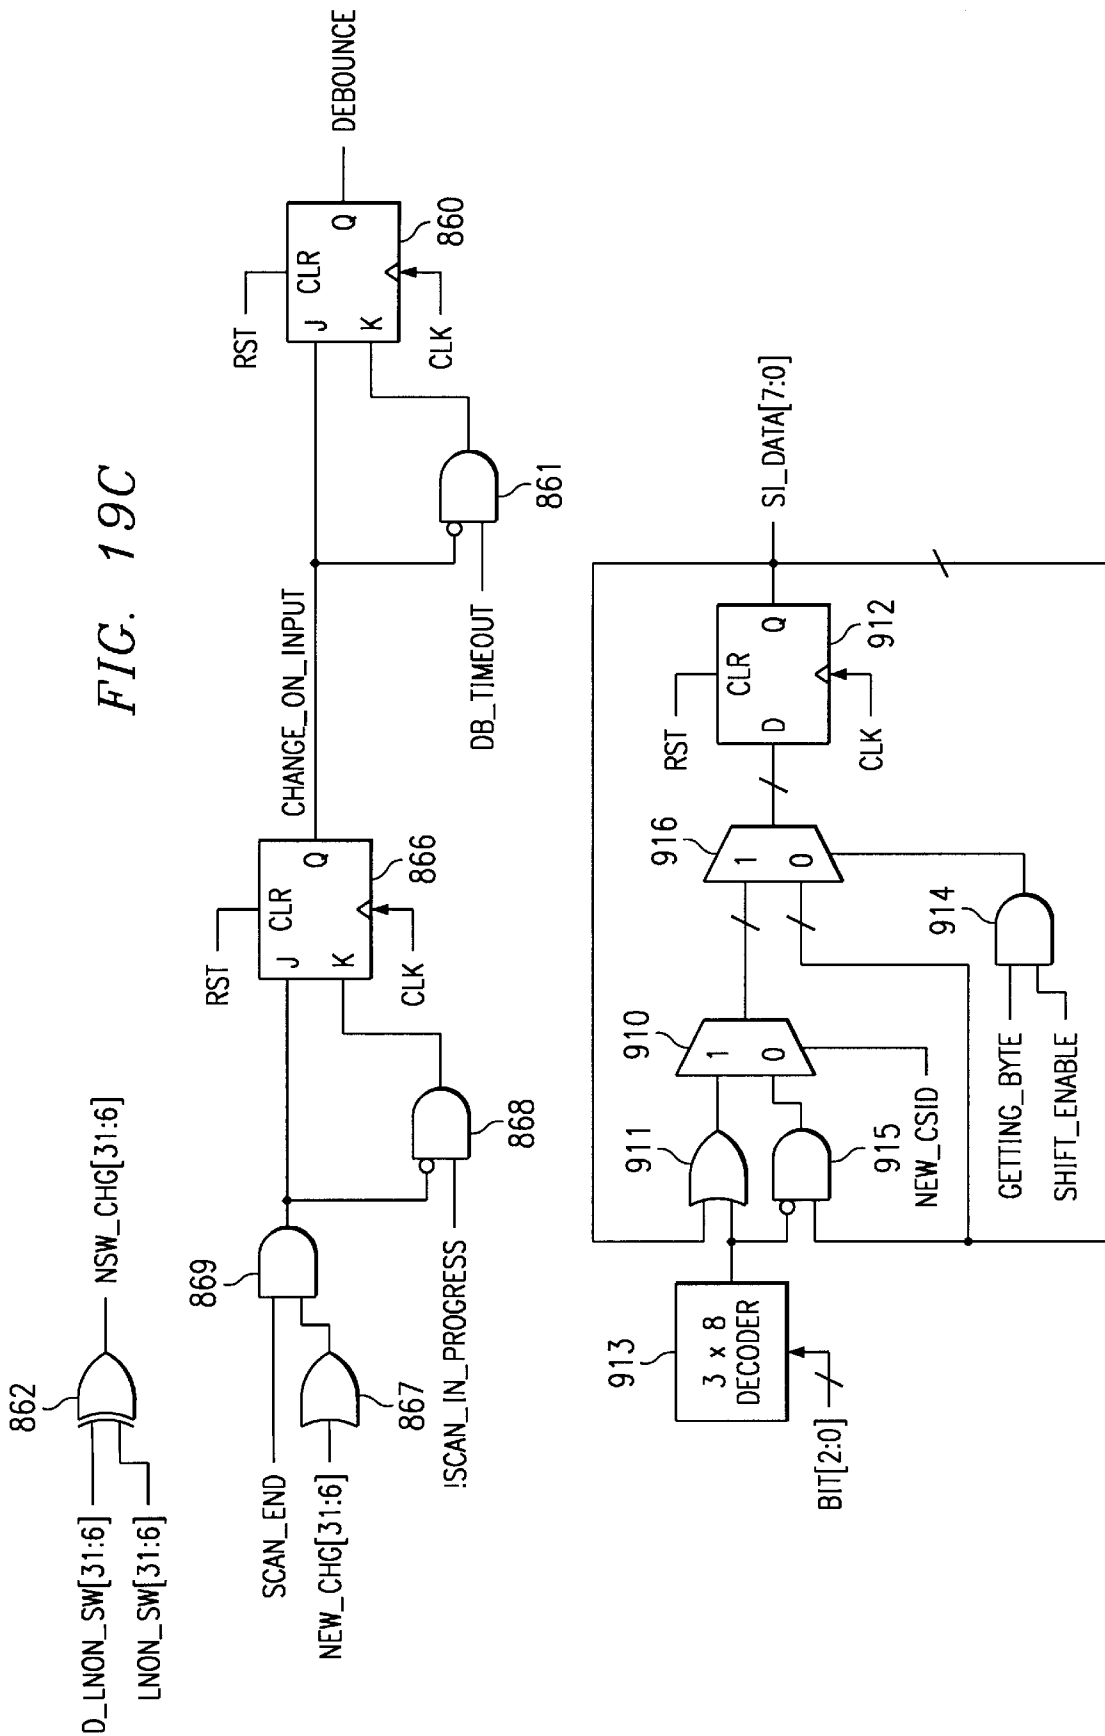 FIG. 19C
D_LNON_SW[31:6]
LNON_SW[31:6]
862
NSW_CHG[31:6]
SCAN_END
NEW_CHG[31:6]
867
869
!SCAN_IN_PROGRESS
868
RST
J
CLR
Q
K
866
CLK
CHANGE_ON_INPUT
DB_TIMEOUT
861
RST
J
CLR
Q
K
860
CLK
DEBOUNCE
BIT[2:0]
913
3 x 8
DECODER
911
915
910
1
0
NEW_CSID
916
1
0
914
GETTING_BYTE
SHIFT_ENABLE
RST
D
CLR
Q
912
CLK
SI_DATA[7:0]